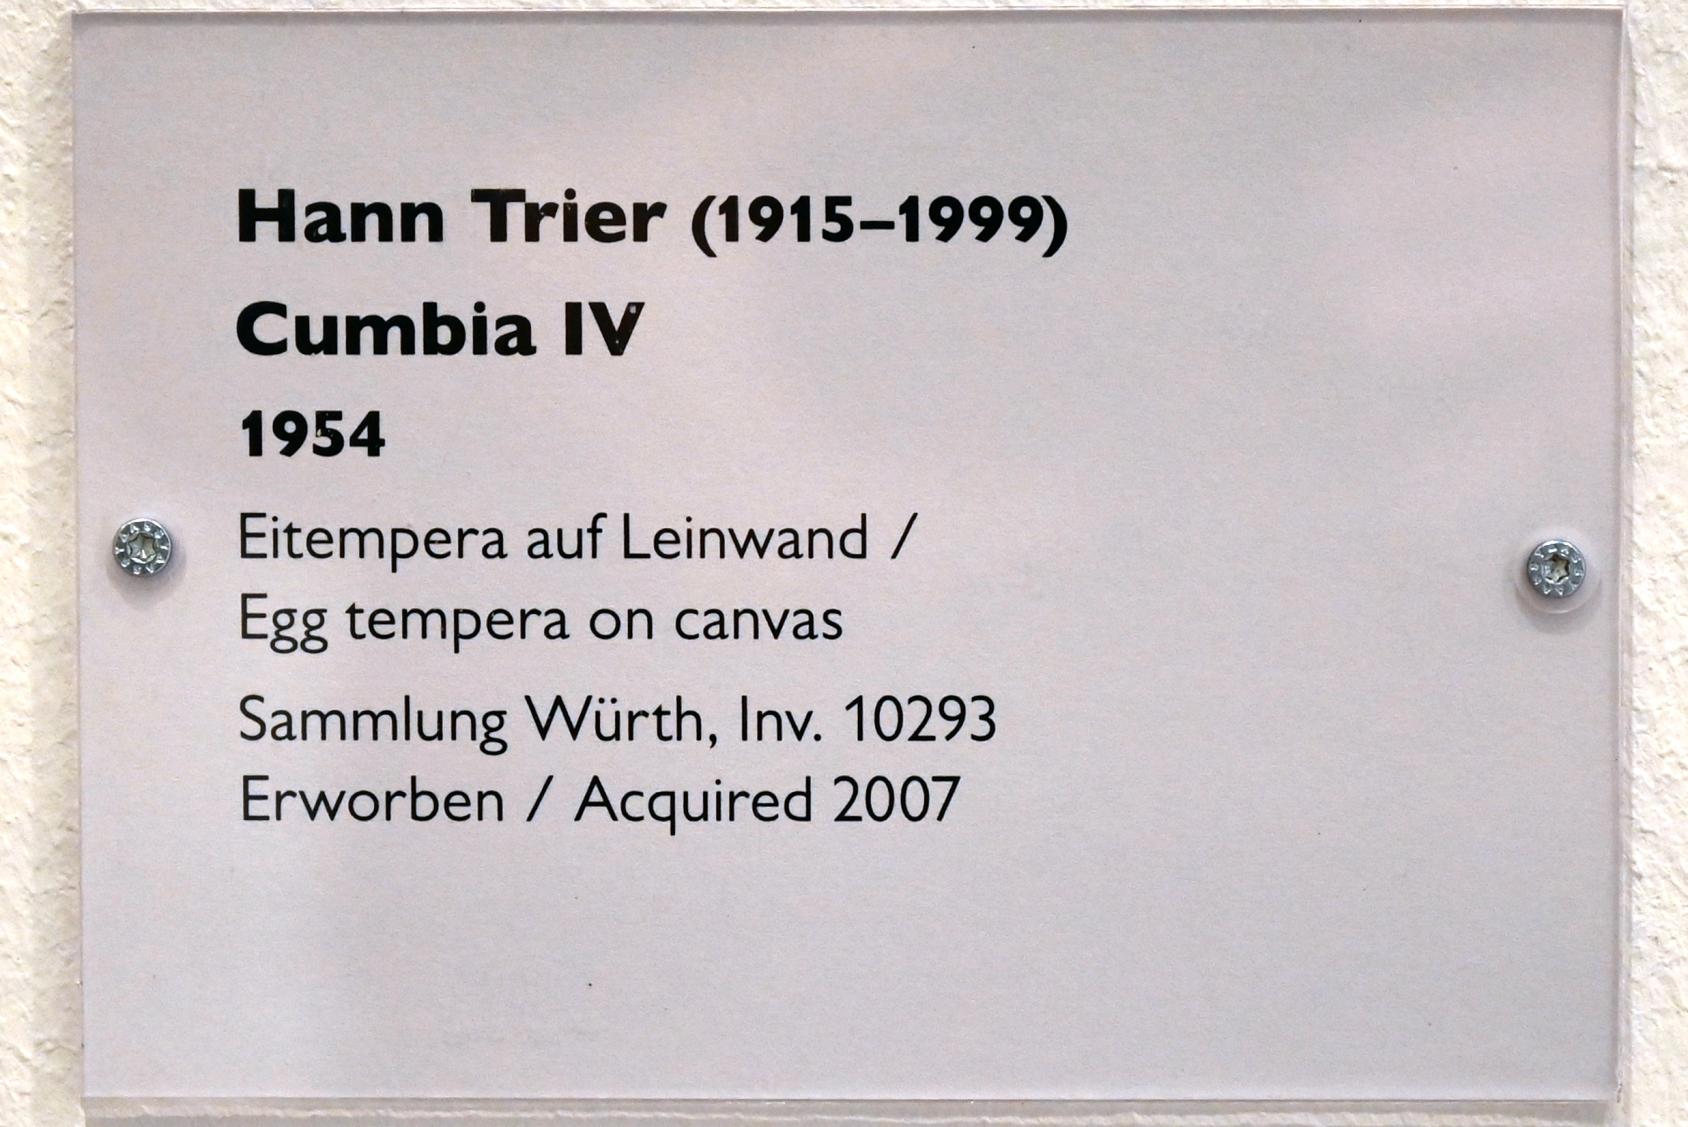 Hann Trier (1915–1999)
Cumbia IV
1954
Eitempera auf Leinwand /
Egg tempera on canvas
Sammlung Würth, Inv. 10293
Erworben / Acquired 2007